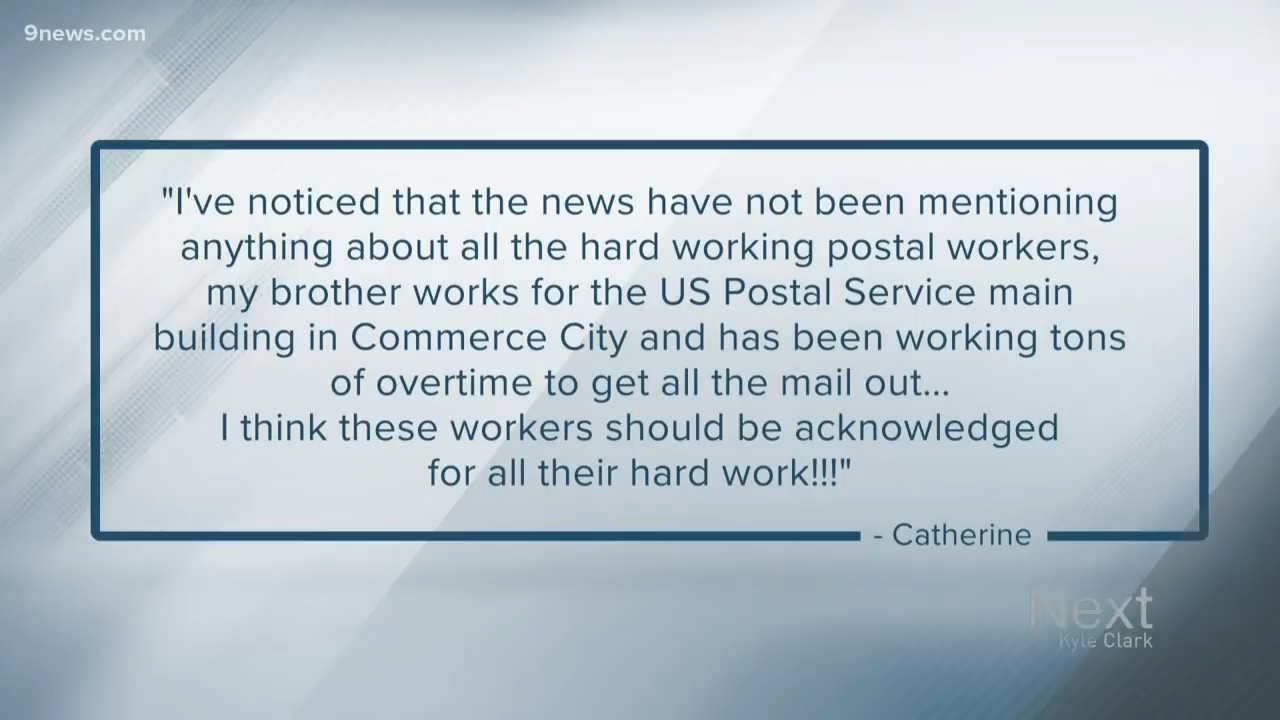 9news.com
"I've noticed that the news have not been mentioning
anything about all the hard working postal workers,
my brother works for the US Postal Service main
building in Commerce City and has been working tons
of overtime to get all the mail out...
I think these workers should be acknowledged
for all their hard work!!!"
- Catherine
Next
Kyle Clark